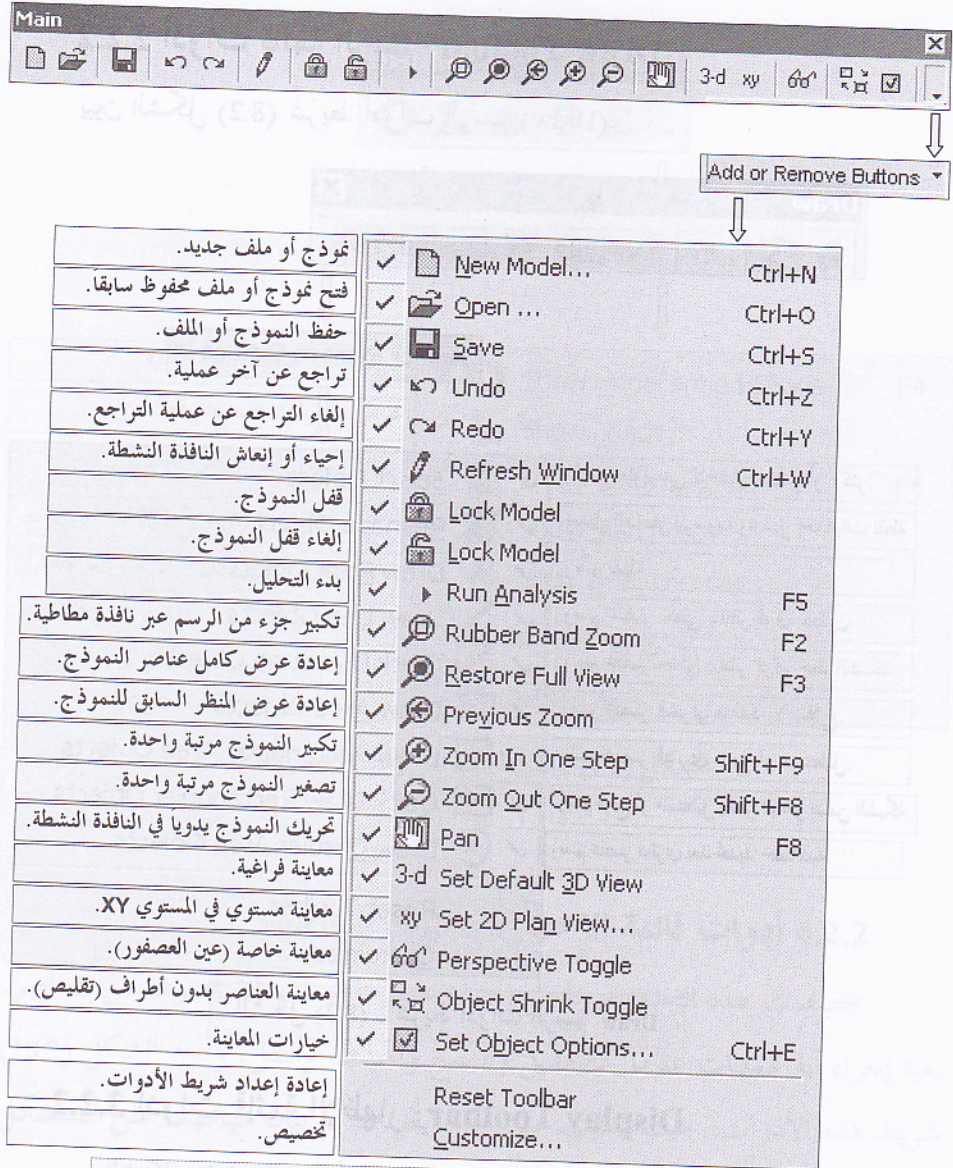 Main
3-d xy
Add or Remove Buttons
نموذج أو ملف جديد. New Model... Ctrl+N
فتح نموذج أو ملف محفوظ سابقاً. Open ... Ctrl+O
حفظ النموذج أو الملف. Save Ctrl+S
تراجع عن آخر عملية. Undo Ctrl+Z
إلغاء التراجع عن عملية التراجع. Redo Ctrl+Y
إحياء أو إنعاش النافذة النشطة. Refresh Window Ctrl+W
قفل النموذج. Lock Model
إلغاء قفل النموذج. Lock Model
بدء التحليل. Run Analysis F5
تكبير جزء من الرسم عبر نافذة مطاطية. Rubber Band Zoom F2
إعادة عرض كامل عناصر النموذج. Restore Full View F3
إعادة عرض المنظر السابق للنموذج. Previous Zoom
تكبير النموذج مرتبة واحدة. Zoom In One Step Shift+F9
تصغير النموذج مرتبة واحدة. Zoom Out One Step Shift+F8
تحريك النموذج يدويا في النافذة النشطة. Pan F8
معاينة فراغية. 3-d Set Default 3D View
معاينة مستوي في المستوي XY. xy Set 2D Plan View...
معاينة خاصة (عين العصفور). Perspective Toggle
معاينة العناصر بدون أطراف (تقليص). Object Shrink Toggle
خيارات المعاينة. Set Object Options... Ctrl+E
إعادة إعداد شريط الأدوات. Reset Toolbar
تخصيص. Customize...